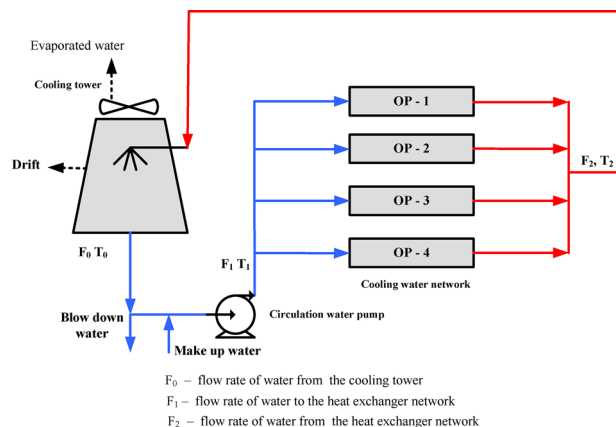 Evaporated water
Cooling tower
Drift
OP - 1
OP - 2
OP - 3
OP - 4
F₂, T₂
F₀ T₀
F₁ T₁
Cooling water network
Blow down
water
Circulation water pump
Make up water
F₀ – flow rate of water from the cooling tower
F₁ – flow rate of water to the heat exchanger network
F₂ – flow rate of water from the heat exchanger network